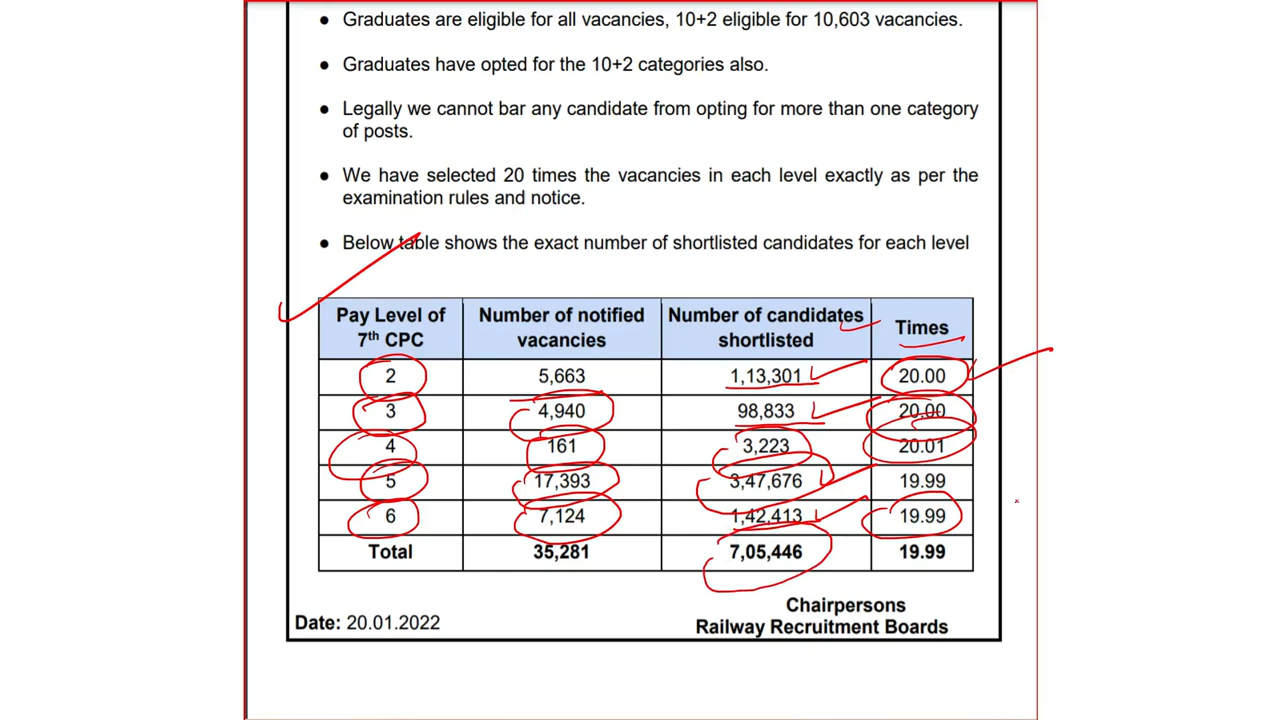 ● Graduates are eligible for all vacancies, 10+2 eligible for 10,603 vacancies.
● Graduates have opted for the 10+2 categories also.
● Legally we cannot bar any candidate from opting for more than one category
of posts.
● We have selected 20 times the vacancies in each level exactly as per the
examination rules and notice.
● Below table shows the exact number of shortlisted candidates for each level
Pay Level of 7th CPC | Number of notified vacancies | Number of candidates shortlisted | Times
2 | 5,663 | 1,13,301 | 20.00
3 | 4,940 | 98,833 | 20.00
4 | 161 | 3,223 | 20.01
5 | 17,393 | 3,47,676 | 19.99
6 | 7,124 | 1,42,413 | 19.99
Total | 35,281 | 7,05,446 | 19.99
Chairpersons
Date: 20.01.2022 Railway Recruitment Boards